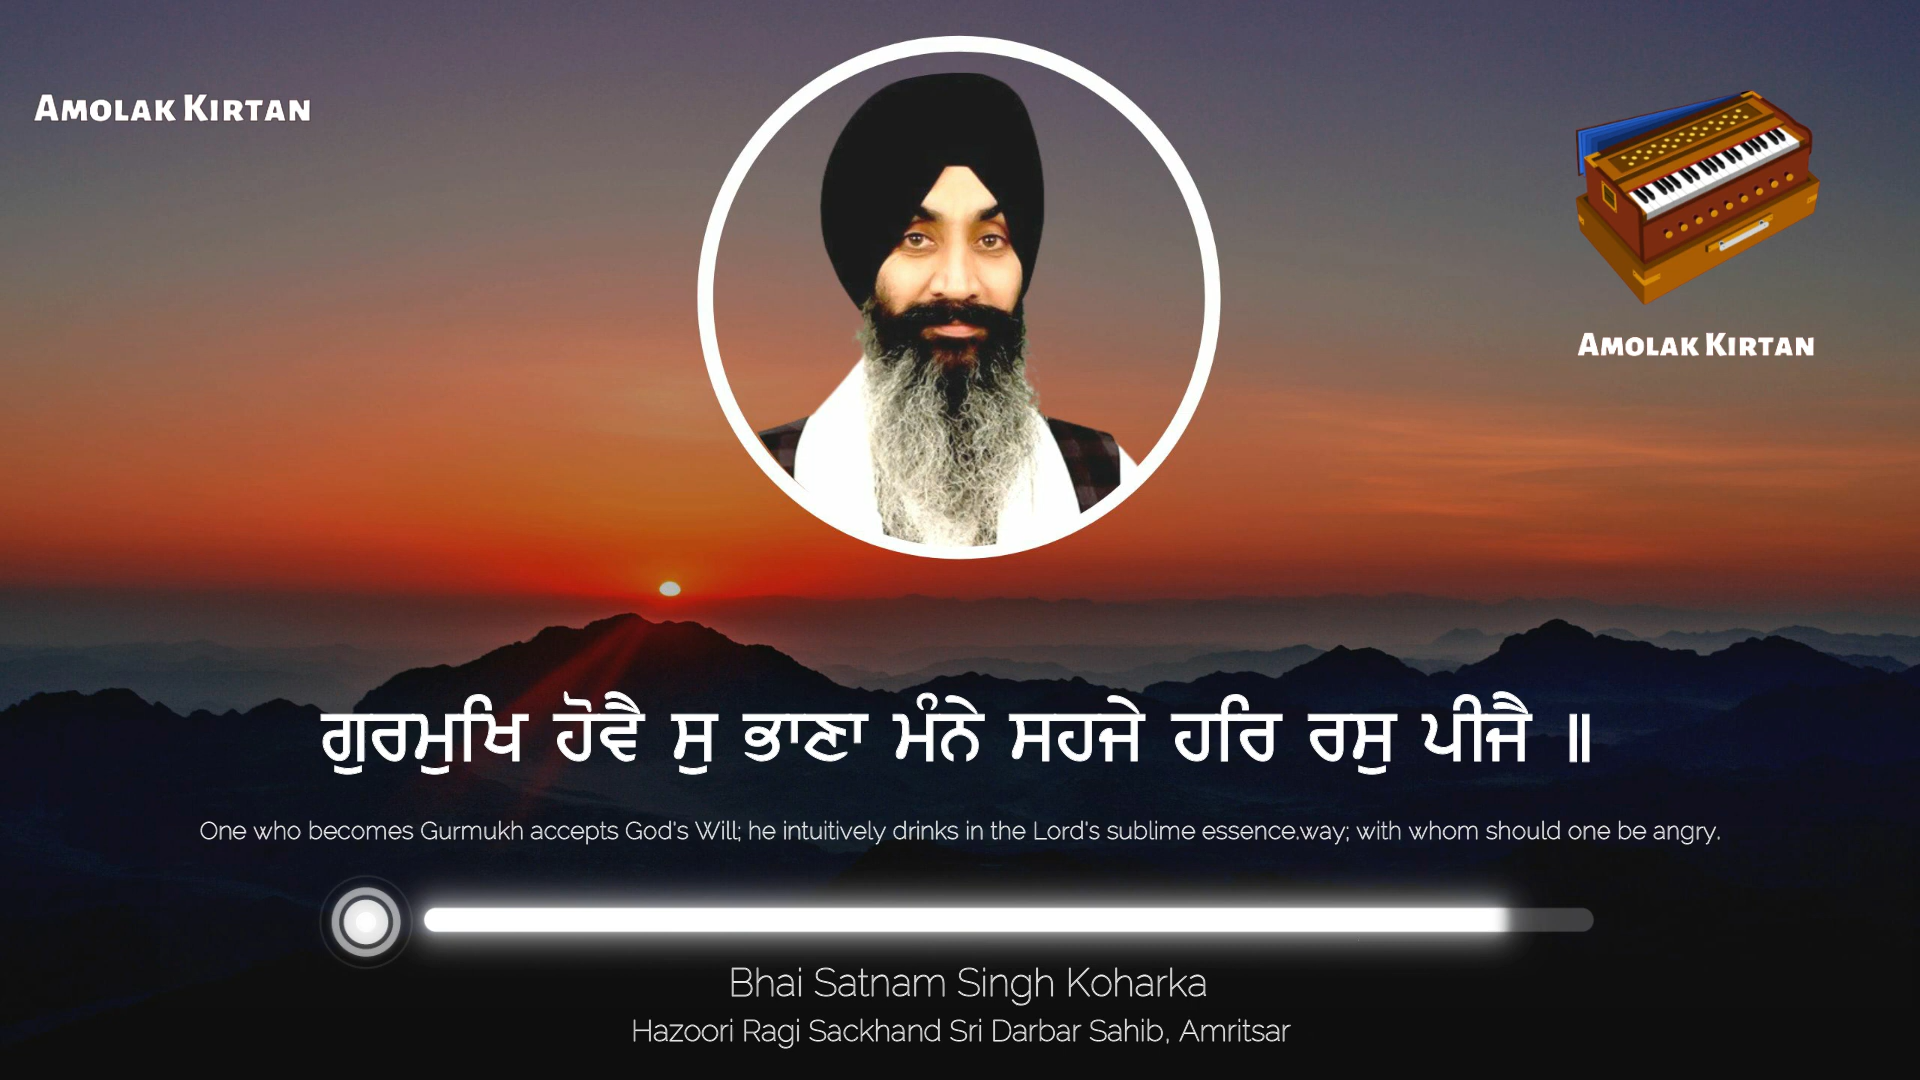 AMOLAK KIRTAN
AMOLAK KIRTAN
ਗੁਰਮੁਖਿ ਹੋਵੈ ਸੁ ਭਾਣਾ ਮੰਨੇ ਸਹਜੇ ਹਰਿ ਰਸੁ ਪੀਜੈ ॥
One who becomes Gurmukh accepts God's Will; he intuitively drinks in the Lord's sublime essence.way; with whom should one be angry.
Bhai Satnam Singh Koharka
Hazoori Ragi Sackhand Sri Darbar Sahib, Amritsar